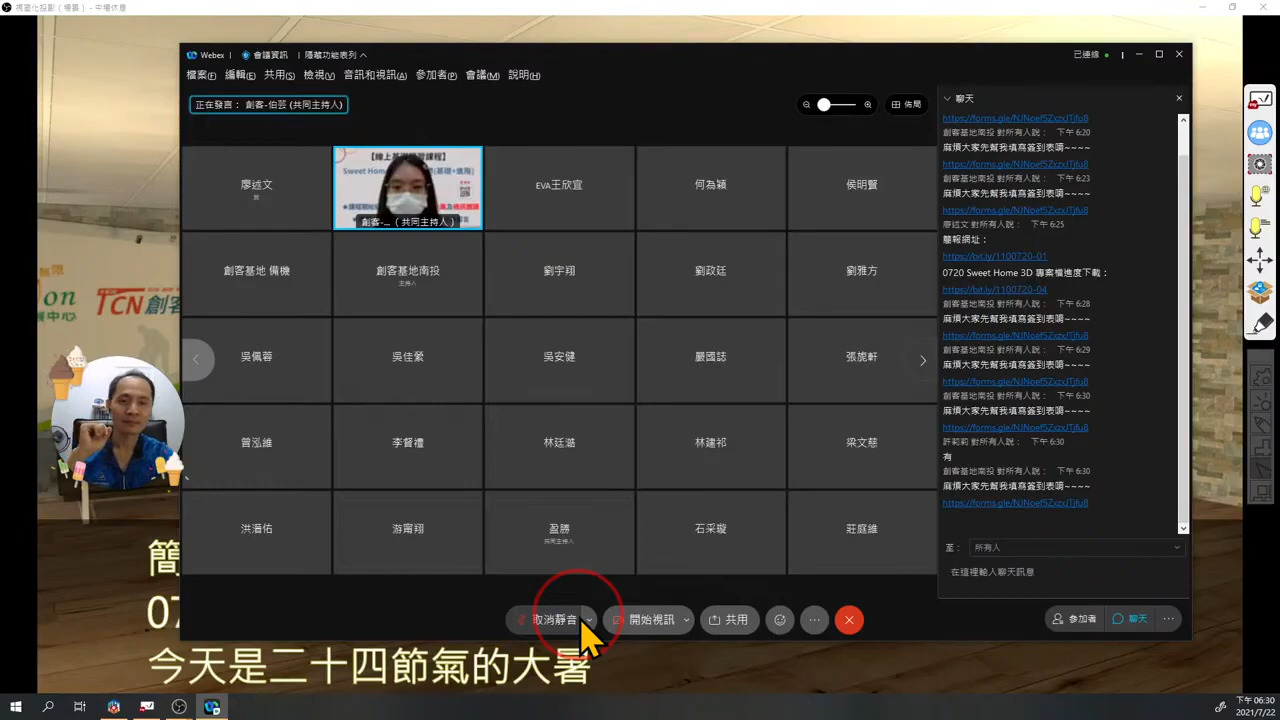 視訊化投影（場景）- 中場休息
Webex
會議資訊
隱藏功能表列
已連線
檔案(F)
編輯(E)
共用(S)
檢視(V)
音訊和視訊(A)
參加者(P)
會議(M)
說明(H)
正在發言： 創客-伯芸 (共同主持人)
佈局
廖述文
我
【線上基
Sweet Hom
創客-...（共同主持人）
EVA王欣宜
何為穎
侯明賢
創客基地 備機
創客基地南投
主持人
劉宇翔
劉政廷
劉雅方
吳佩蓉
吳佳縈
吳安健
嚴國誌
張旎軒
曾泓維
李督禮
林廷澔
林建祁
梁文慈
洪湣佑
游甯翔
盈勝
共同主持人
石采璇
莊庭維
聊天
https://forms.gle/NJNoef5ZxzxJTjfu8
創客基地南投 對所有人說： 下午 6:20
麻煩大家先幫我填寫簽到表唷~~~~
https://forms.gle/NJNoef5ZxzxJTjfu8
創客基地南投 對所有人說： 下午 6:23
麻煩大家先幫我填寫簽到表唷~~~~
https://forms.gle/NJNoef5ZxzxJTjfu8
廖述文 對所有人說： 下午 6:25
簡報網址：
https://bit.ly/1100720-01
0720 Sweet Home 3D 專案檔進度下載：
https://bit.ly/1100720-04
創客基地南投 對所有人說： 下午 6:28
麻煩大家先幫我填寫簽到表唷~~~~
https://forms.gle/NJNoef5ZxzxJTjfu8
創客基地南投 對所有人說： 下午 6:29
麻煩大家先幫我填寫簽到表唷~~~~
https://forms.gle/NJNoef5ZxzxJTjfu8
創客基地南投 對所有人說： 下午 6:30
麻煩大家先幫我填寫簽到表唷~~~~
https://forms.gle/NJNoef5ZxzxJTjfu8
許莉莉 對所有人說： 下午 6:30
有
創客基地南投 對所有人說： 下午 6:30
麻煩大家先幫我填寫簽到表唷~~~~
https://forms.gle/NJNoef5ZxzxJTjfu8
至： 所有人
在這裡輸入聊天訊息
取消靜音
開始視訊
共用
參加者
聊天
無限
on
展中心
TCN 創客
簡
07
今天是二十四節氣的大暑
下午 06:30
2021/7/22